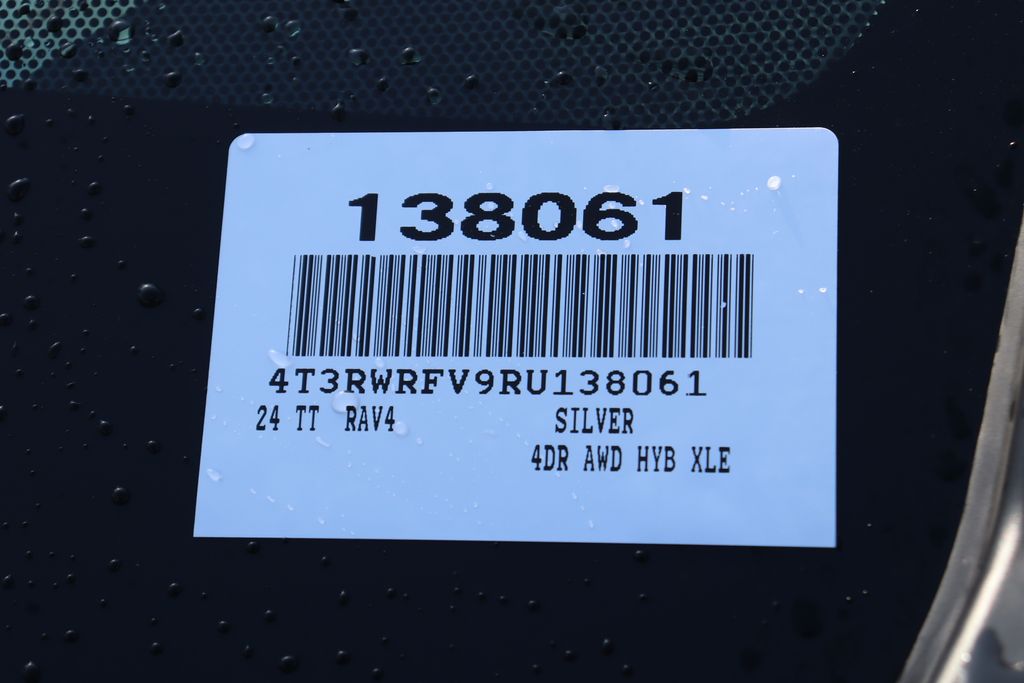 138061
4T3RWRFV9RU138061
24 TT RAV4 SILVER
4DR AWD HYB XLE